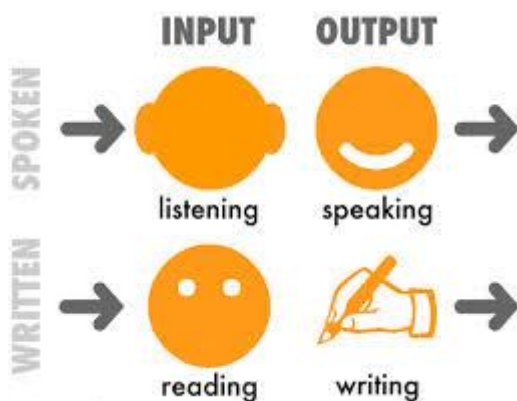 INPUT OUTPUT
SPOKEN
listening speaking
WRITTEN
reading writing